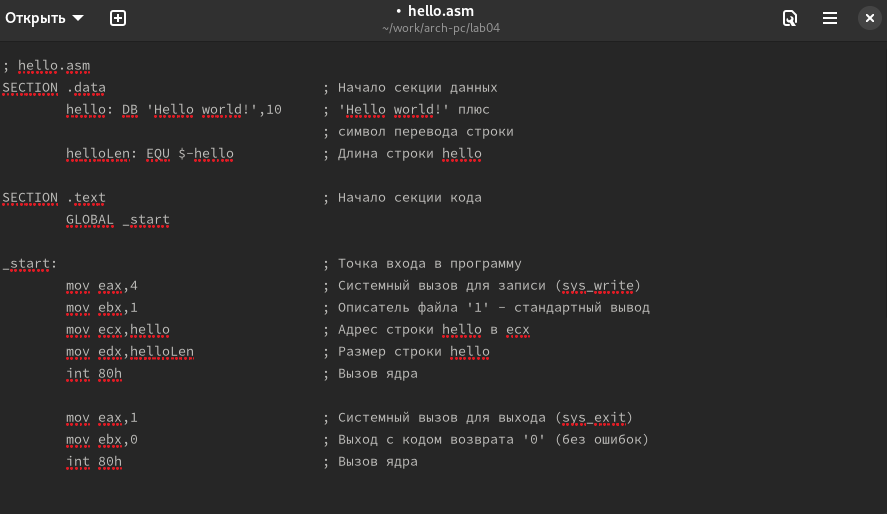 Открыть
• hello.asm
~/work/arch-pc/lab04
; hello.asm
SECTION .data ; Начало секции данных
hello: DB 'Hello world!',10 ; 'Hello world!' плюс
; символ перевода строки
helloLen: EQU $-hello ; Длина строки hello
SECTION .text ; Начало секции кода
GLOBAL _start
_start: ; Точка входа в программу
mov eax,4 ; Системный вызов для записи (sys_write)
mov ebx,1 ; Описатель файла '1' - стандартный вывод
mov ecx,hello ; Адрес строки hello в ecx
mov edx,helloLen ; Размер строки hello
int 80h ; Вызов ядра
mov eax,1 ; Системный вызов для выхода (sys_exit)
mov ebx,0 ; Выход с кодом возврата '0' (без ошибок)
int 80h ; Вызов ядра